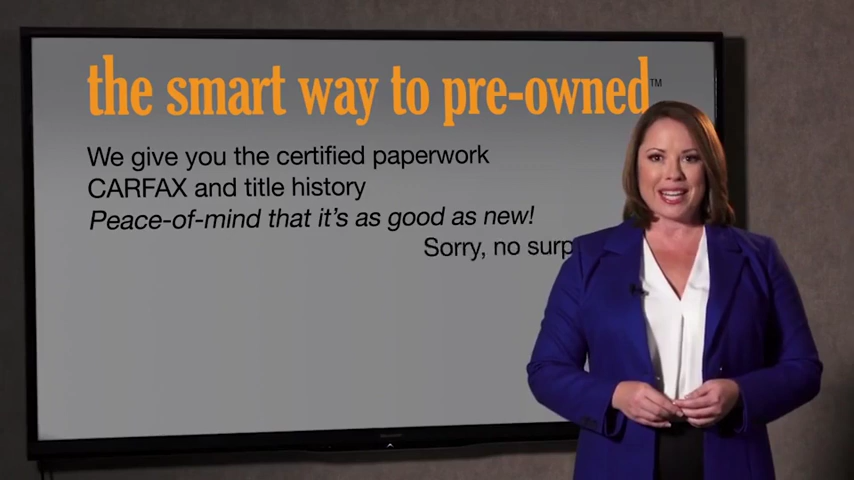 the smart way to pre-owned™
We give you the certified paperwork
CARFAX and title history
Peace-of-mind that it's as good as new!
Sorry, no surp